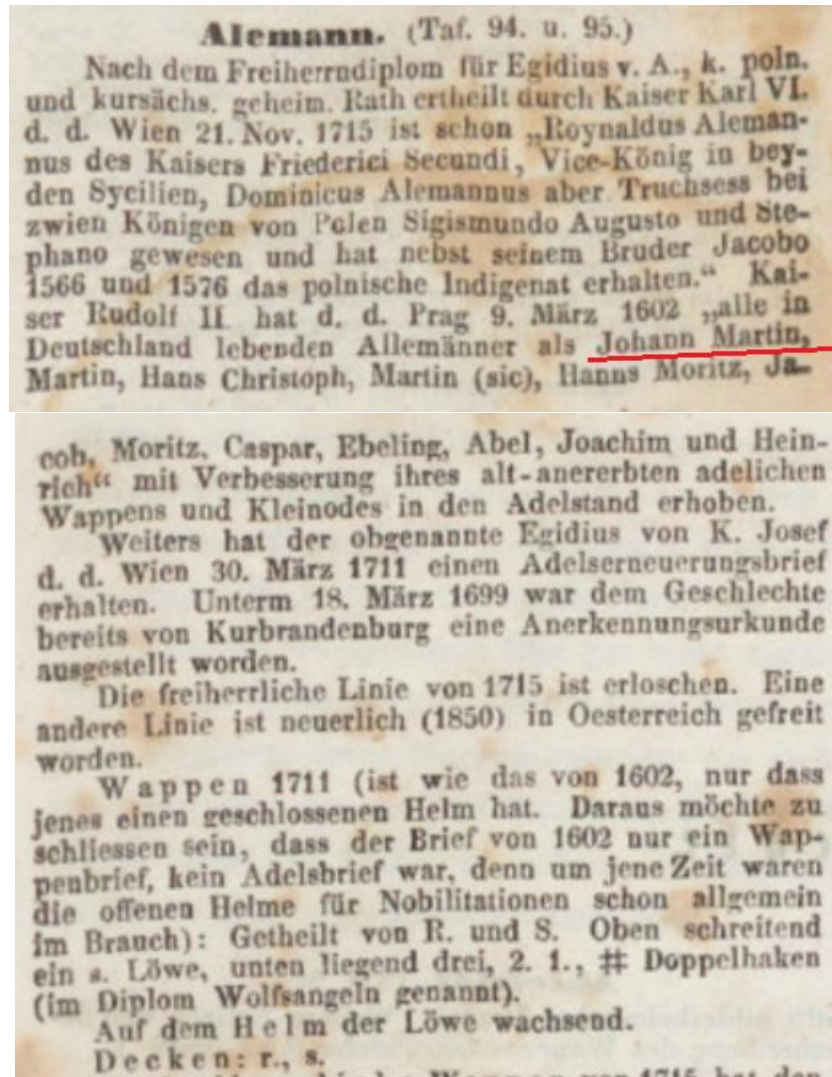 Alemann. (Taf. 94. u. 95.)
Nach dem Freiherrndiplom für Egidius v. A., k. poln.
und kursächs. geheim. Rath ertheilt durch Kaiser Karl VI.
d. d. Wien 21. Nov. 1715 ist schon „Roynaldus Aleman-
nus des Kaisers Friederici Secundi, Vice-König in bey-
den Sycilien, Dominicus Alemannus aber Truchsess bei
zwien Königen von Polen Sigismundo Augusto und Ste-
phano gewesen und hat nebst seinem Bruder Jacobo
1566 und 1576 das polnische Indigenat erhalten.“ Kai-
ser Rudolf II. hat d. d. Prag 9. März 1602 „alle in
Deutschland lebenden Allemänner als Johann Martin,
Martin, Hans Christoph, Martin (sic), Hanns Moritz, Ja-
cob, Moritz, Caspar, Ebeling, Abel, Joachim und Hein-
rich“ mit Verbesserung ihres alt-anererbten adelichen
Wappens und Kleinodes in den Adelstand erhoben.
Weiters hat der obgenannte Egidius von K. Josef
d. d. Wien 30. März 1711 einen Adelserneuerungsbrief
erhalten. Unterm 18. März 1699 war dem Geschlechte
bereits von Kurbrandenburg eine Anerkennungsurkunde
ausgestellt worden.
Die freiherrliche Linie von 1715 ist erloschen. Eine
andere Linie ist neuerlich (1850) in Oesterreich gefreit
worden.
Wappen 1711 (ist wie das von 1602, nur dass
jenes einen geschlossenen Helm hat. Daraus möchte zu
schliessen sein, dass der Brief von 1602 nur ein Wap-
penbrief, kein Adelsbrief war, denn um jene Zeit waren
die offenen Helme für Nobilitationen schon allgemein
im Brauch): Getheilt von R. und S. Oben schreitend
ein s. Löwe, unten liegend drei, 2. 1., # Doppelhaken
(im Diplom Wolfsangeln genannt).
Auf dem Helm der Löwe wachsend.
Decken: r., s.
Wappen von 1715 hat den